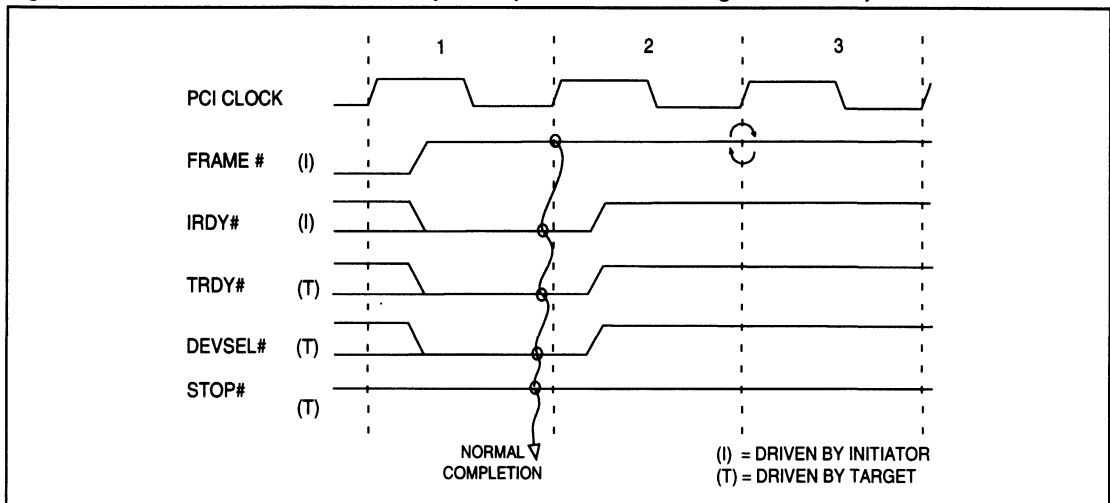 1 2 3
PCI CLOCK
FRAME # (I)
IRDY# (I)
TRDY# (T)
DEVSEL# (T)
STOP#
(T)
NORMAL
COMPLETION
(I) = DRIVEN BY INITIATOR
(T) = DRIVEN BY TARGET